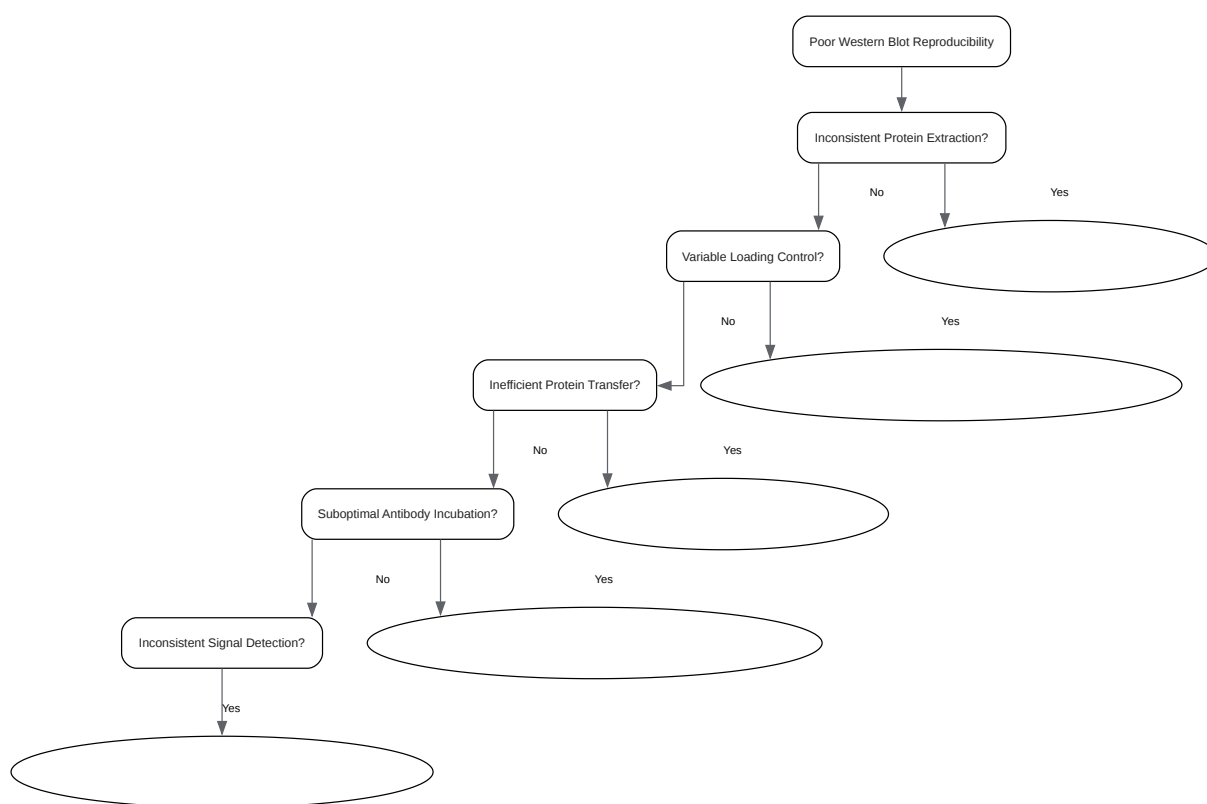 Poor Western Blot Reproducibility
Inconsistent Protein Extraction?
No
Yes
Variable Loading Control?
No
Yes
Inefficient Protein Transfer?
No
Yes
Suboptimal Antibody Incubation?
No
Yes
Inconsistent Signal Detection?
Yes